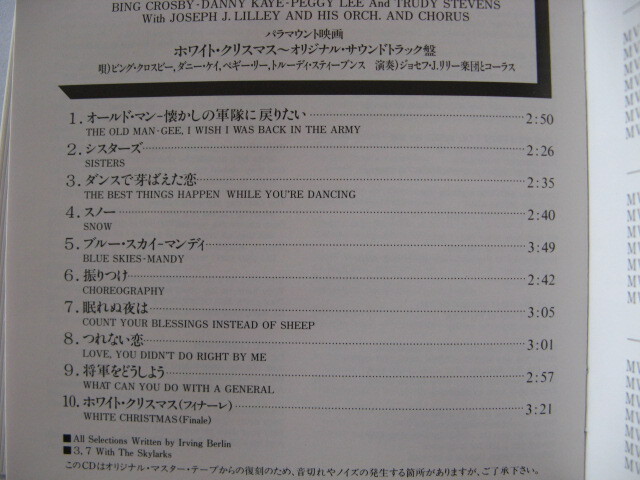 BING CROSBY-DANNY KAYE-PEGGY LEE And TRUDY STEVENS
With JOSEPH J. LILLEY AND HIS ORCH. AND CHORUS
パラマウント映画
ホワイト・クリスマス〜オリジナル・サウンドトラック盤
唄)ビング・クロスビー, ダニー・ケイ, ペギー・リー, トルーディ・スティーブンス 演奏)ジョセフ・J.リリー楽団とコーラス
1. オールド・マン-懐かしの軍隊に戻りたい 2:50
THE OLD MAN-GEE, I WISH I WAS BACK IN THE ARMY
2. シスターズ 2:26
SISTERS
3. ダンスで芽ばえた恋 2:35
THE BEST THINGS HAPPEN WHILE YOU'RE DANCING
4. スノー 2:40
SNOW
5. ブルー・スカイ-マンディ 3:49
BLUE SKIES-MANDY
6. 振りつけ 2:42
CHOREOGRAPHY
7. 眠れぬ夜は 3:05
COUNT YOUR BLESSINGS INSTEAD OF SHEEP
8. つれない恋 3:01
LOVE, YOU DIDN'T DO RIGHT BY ME
9. 将軍をどうしよう 2:57
WHAT CAN YOU DO WITH A GENERAL
10. ホワイト・クリスマス(フィナーレ) 3:21
WHITE CHRISTMAS(Finale)
■All Selections Written by Irving Berlin
■3, 7 With The Skylarks
このCDはオリジナル・マスター・テープからの復刻のため、音切れやノイズの発生する箇所がありますが、ご了承下さい。